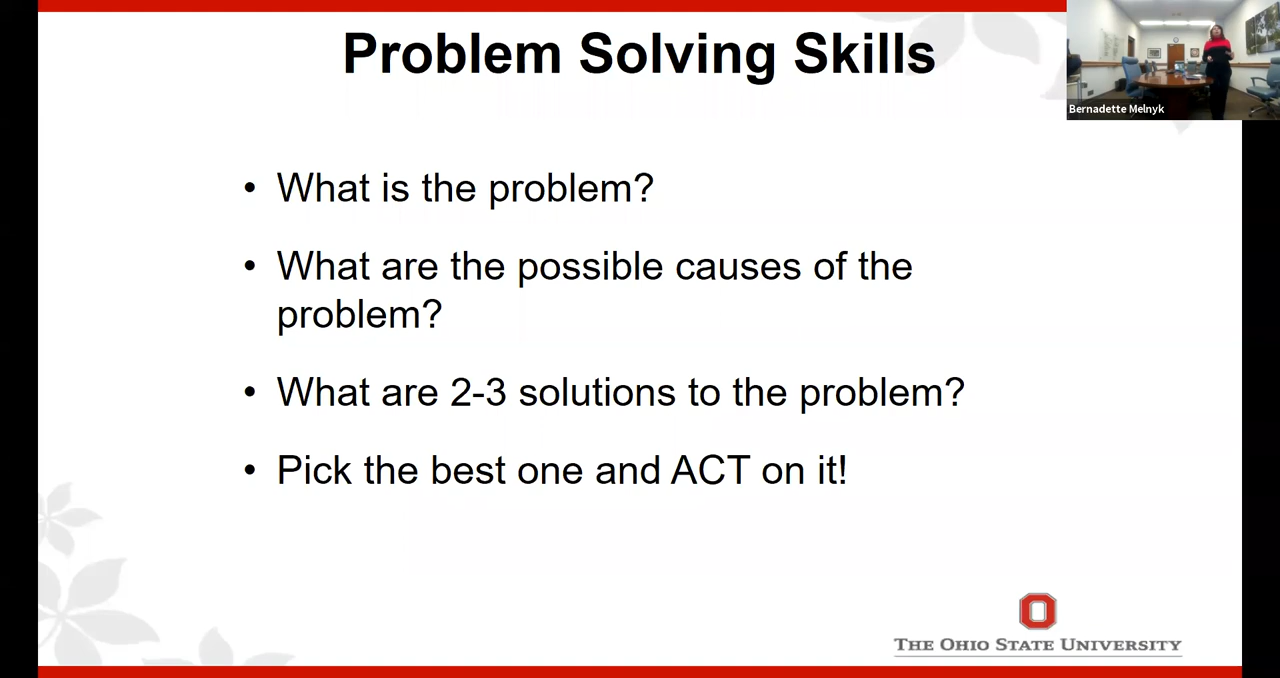 Problem Solving Skills
Bernadette Melnyk
• What is the problem?
• What are the possible causes of the
problem?
• What are 2-3 solutions to the problem?
• Pick the best one and ACT on it!
THE OHIO STATE UNIVERSITY